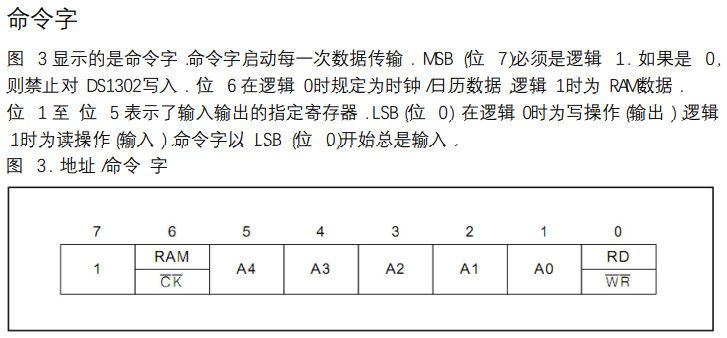 命令字
图 3显示的是命令字.命令字启动每一次数据传输.MSB (位 7)必须是逻辑 1.如果是 0,
则禁止对 DS1302写入.位 6在逻辑 0时规定为时钟/日历数据,逻辑 1时为 RAM数据.
位 1至 位 5表示了输入输出的指定寄存器.LSB(位 0) 在逻辑 0时为写操作(输出),逻辑
1时为读操作(输入).命令字以 LSB (位 0)开始总是输入.
图 3.地址/命令 字
7 6 5 4 3 2 1 0
1 RAM A4 A3 A2 A1 A0 RD
CK WR